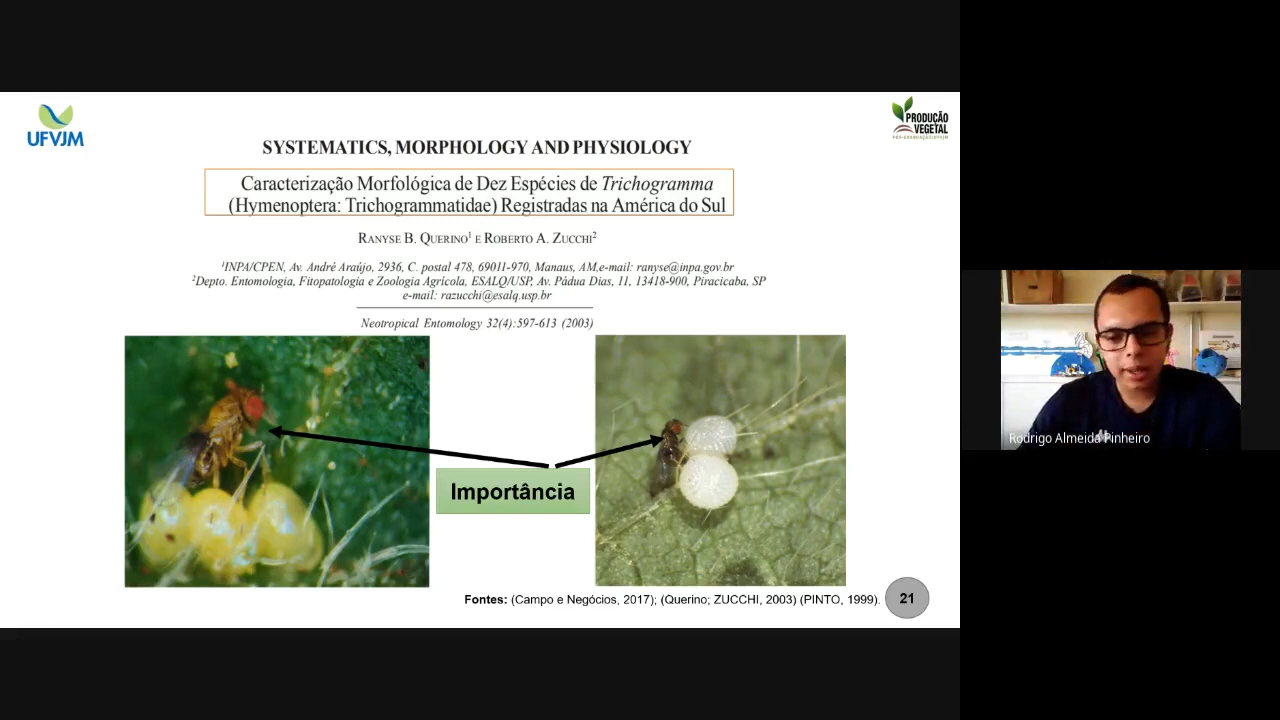 UFVJM
PRODUÇÃO
VEGETAL
SYSTEMATICS, MORPHOLOGY AND PHYSIOLOGY
Caracterização Morfológica de Dez Espécies de Trichogramma
(Hymenoptera: Trichogrammatidae) Registradas na América do Sul
RANYSE B. QUERINO¹ E ROBERTO A. ZUCCHI²
¹INPA/CPEN, Av. André Araújo, 2936, C. postal 478, 69011-970, Manaus, AM,e-mail: ranyse@inpa.gov.br
²Depto. Entomologia, Fitopatologia e Zoologia Agrícola, ESALQ/USP, Av. Pádua Dias, 11, 13418-900, Piracicaba, SP
e-mail: razucchi@esalq.usp.br
Neotropical Entomology 32(4):597-613 (2003)
Importância
Fontes: (Campo e Negócios, 2017); (Querino; ZUCCHI, 2003) (PINTO, 1999).
21
Rodrigo Almeida Pinheiro